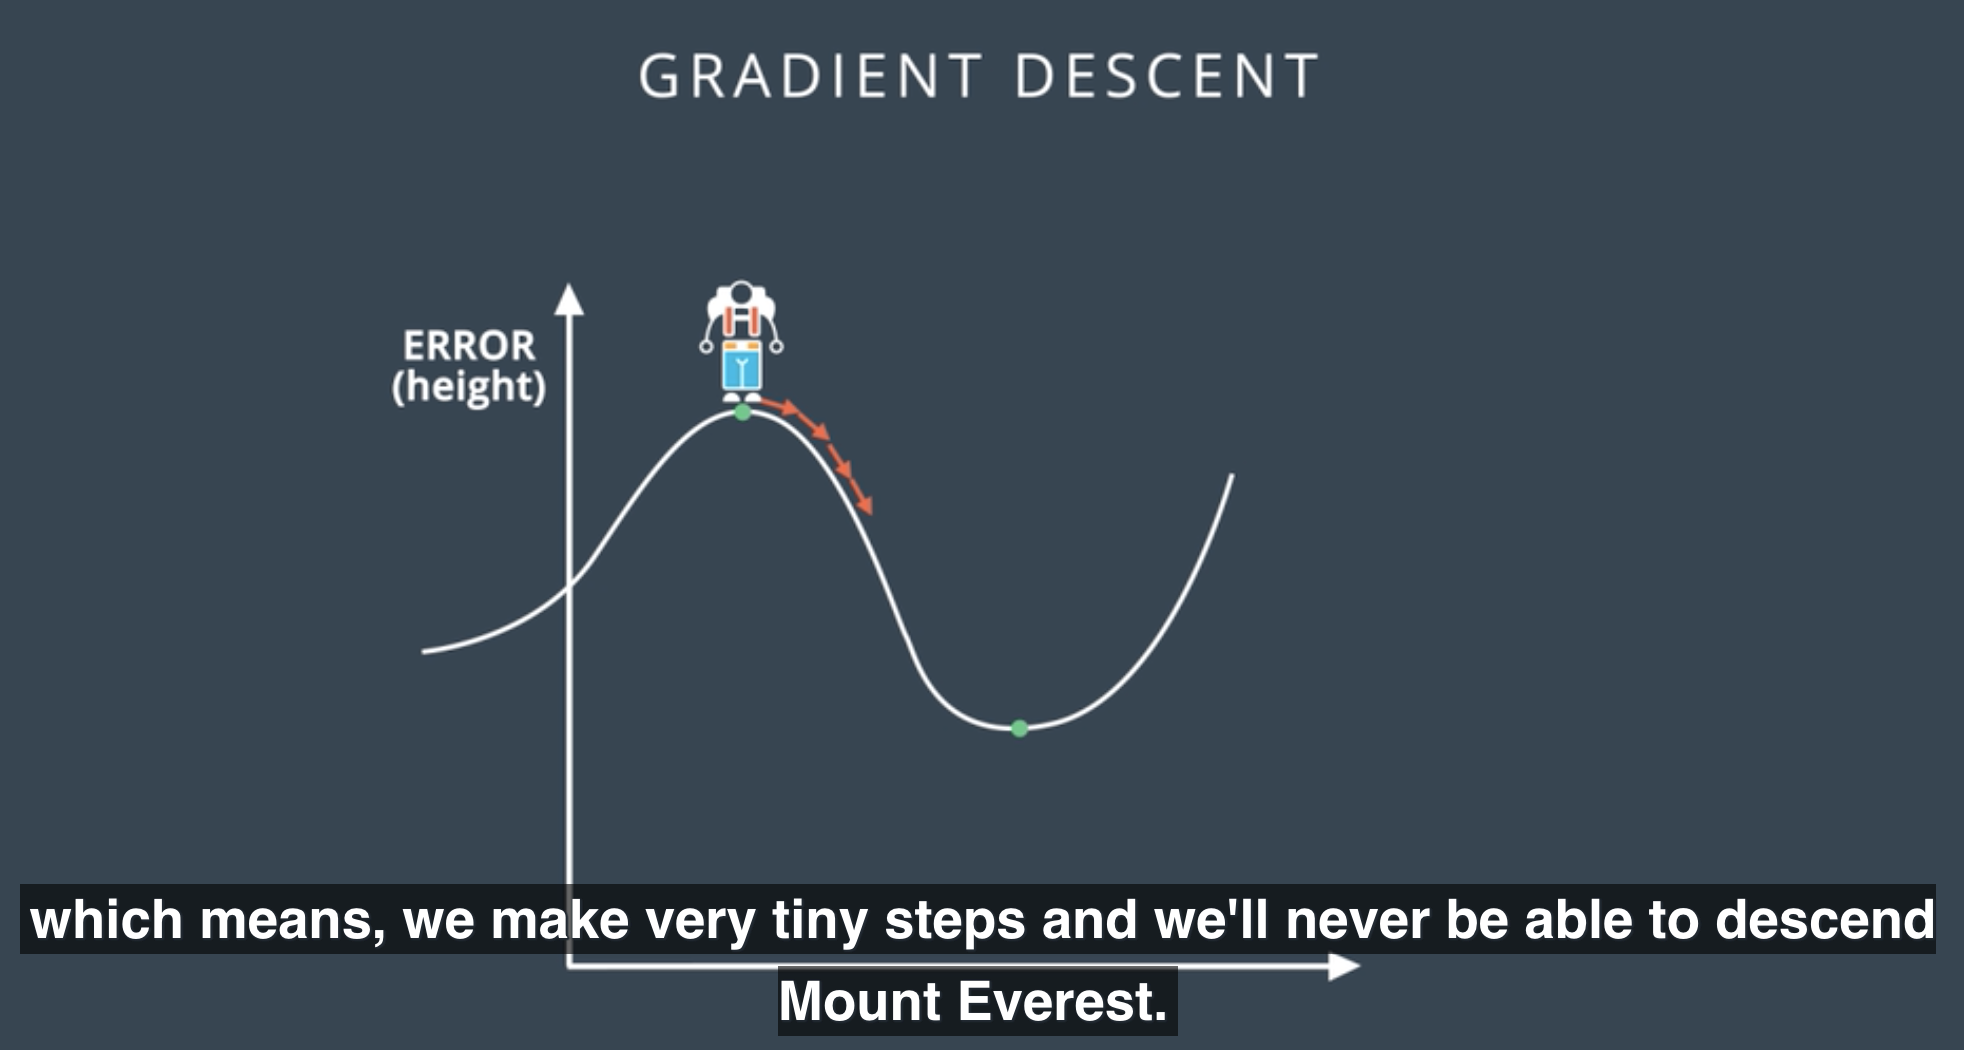 GRADIENT DESCENT
ERROR
(height)
which means, we make very tiny steps and we'll never be able to descend
Mount Everest.